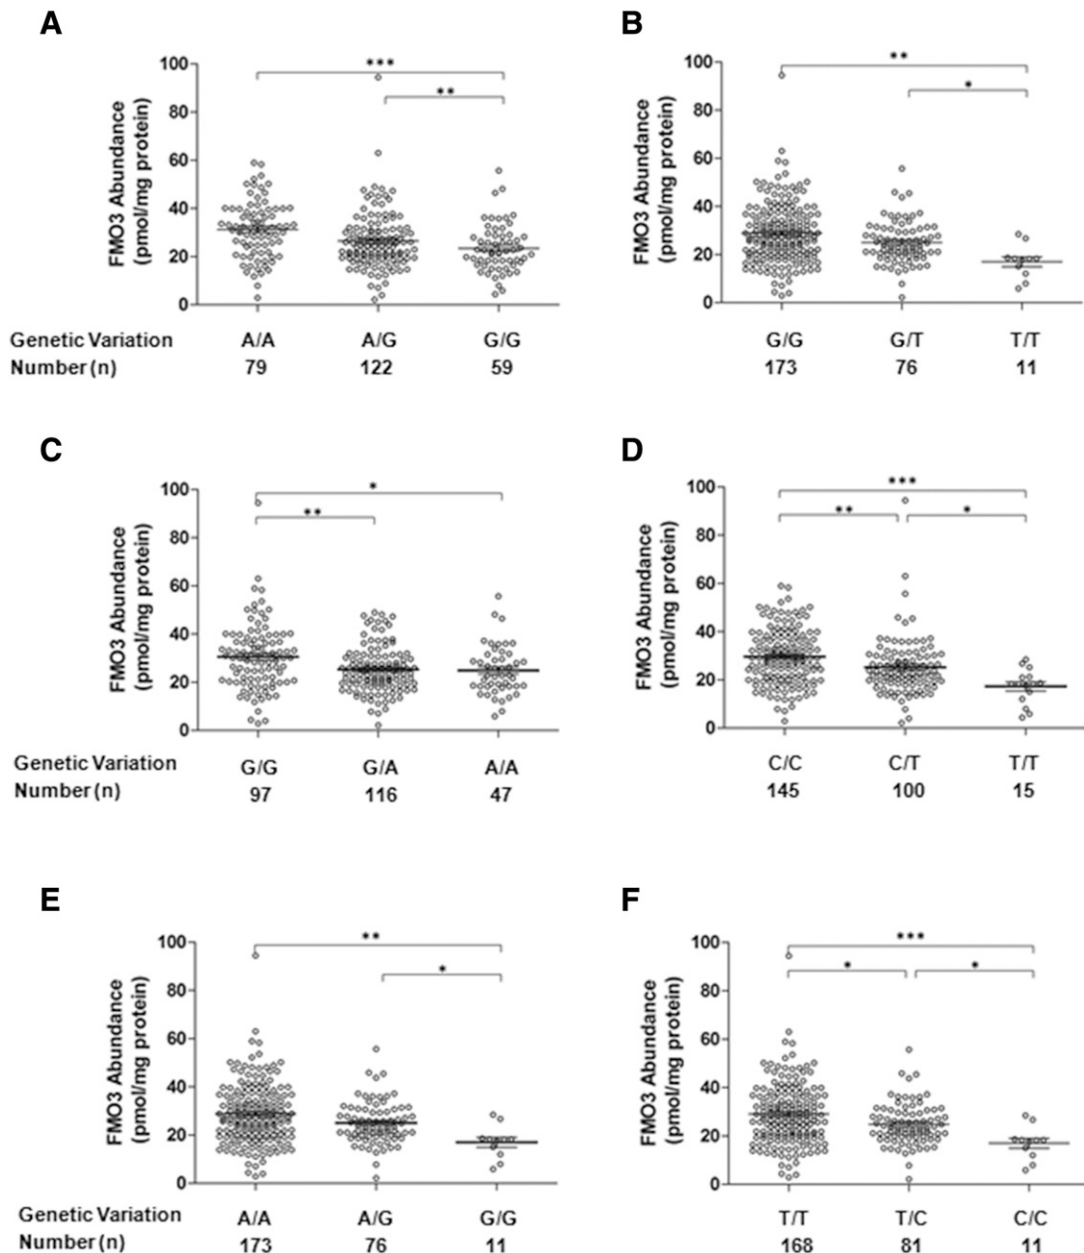 A
FMO3 Abundance
(pmol/mg protein)
100
80
60
40
20
0
***
**
Genetic Variation A/A A/G G/G
Number (n) 79 122 59
B
FMO3 Abundance
(pmol/mg protein)
100
80
60
40
20
0
**
*
G/G G/T T/T
173 76 11
C
FMO3 Abundance
(pmol/mg protein)
100
80
60
40
20
0
*
**
Genetic Variation G/G G/A A/A
Number (n) 97 116 47
D
FMO3 Abundance
(pmol/mg protein)
100
80
60
40
20
0
***
** *
C/C C/T T/T
145 100 15
E
FMO3 Abundance
(pmol/mg protein)
100
80
60
40
20
0
**
*
Genetic Variation A/A A/G G/G
Number (n) 173 76 11
F
FMO3 Abundance
(pmol/mg protein)
100
80
60
40
20
0
***
* *
T/T T/C C/C
168 81 11